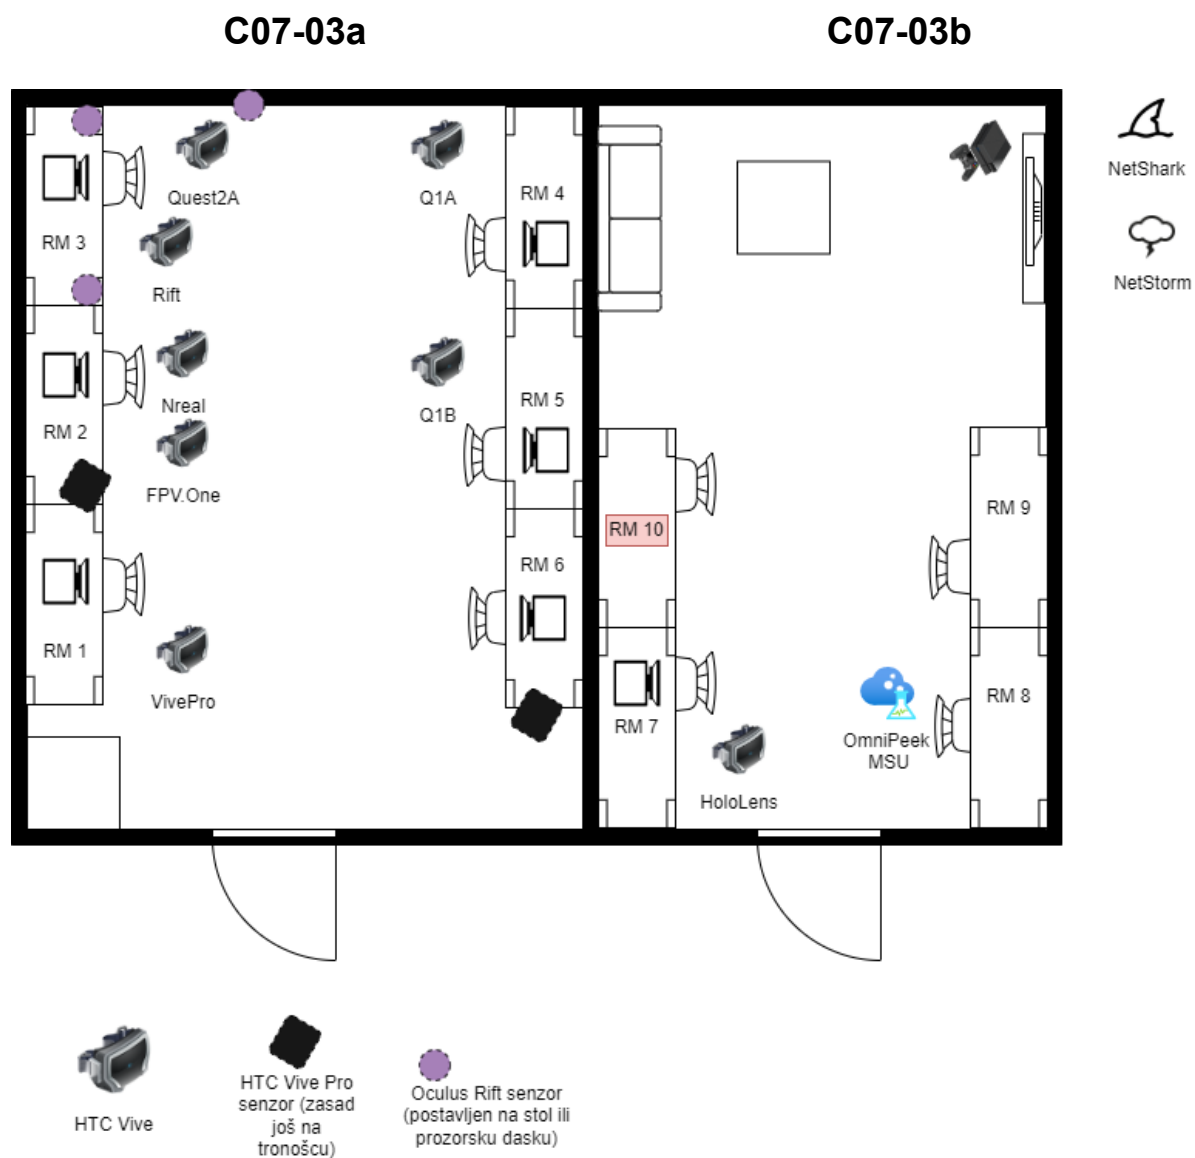 C07-03a
C07-03b
NetShark
NetStorm
Quest2A
Q1A
RM 4
RM 3
Rift
Nreal
RM 2
FPV.One
Q1B
RM 5
RM 6
RM 1
VivePro
RM 10
RM 9
RM 7
RM 8
OmniPeek
MSU
HoloLens
HTC Vive
HTC Vive Pro
senzor (zasad
još na
tronošcu)
Oculus Rift senzor
(postavljen na stol ili
prozorsku dasku)